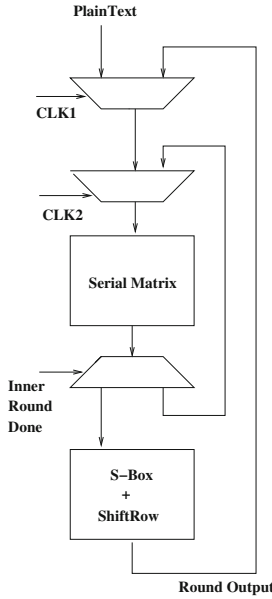 PlainText
CLK1
CLK2
Serial Matrix
Inner
Round
Done
S−Box
+
ShiftRow
Round Output